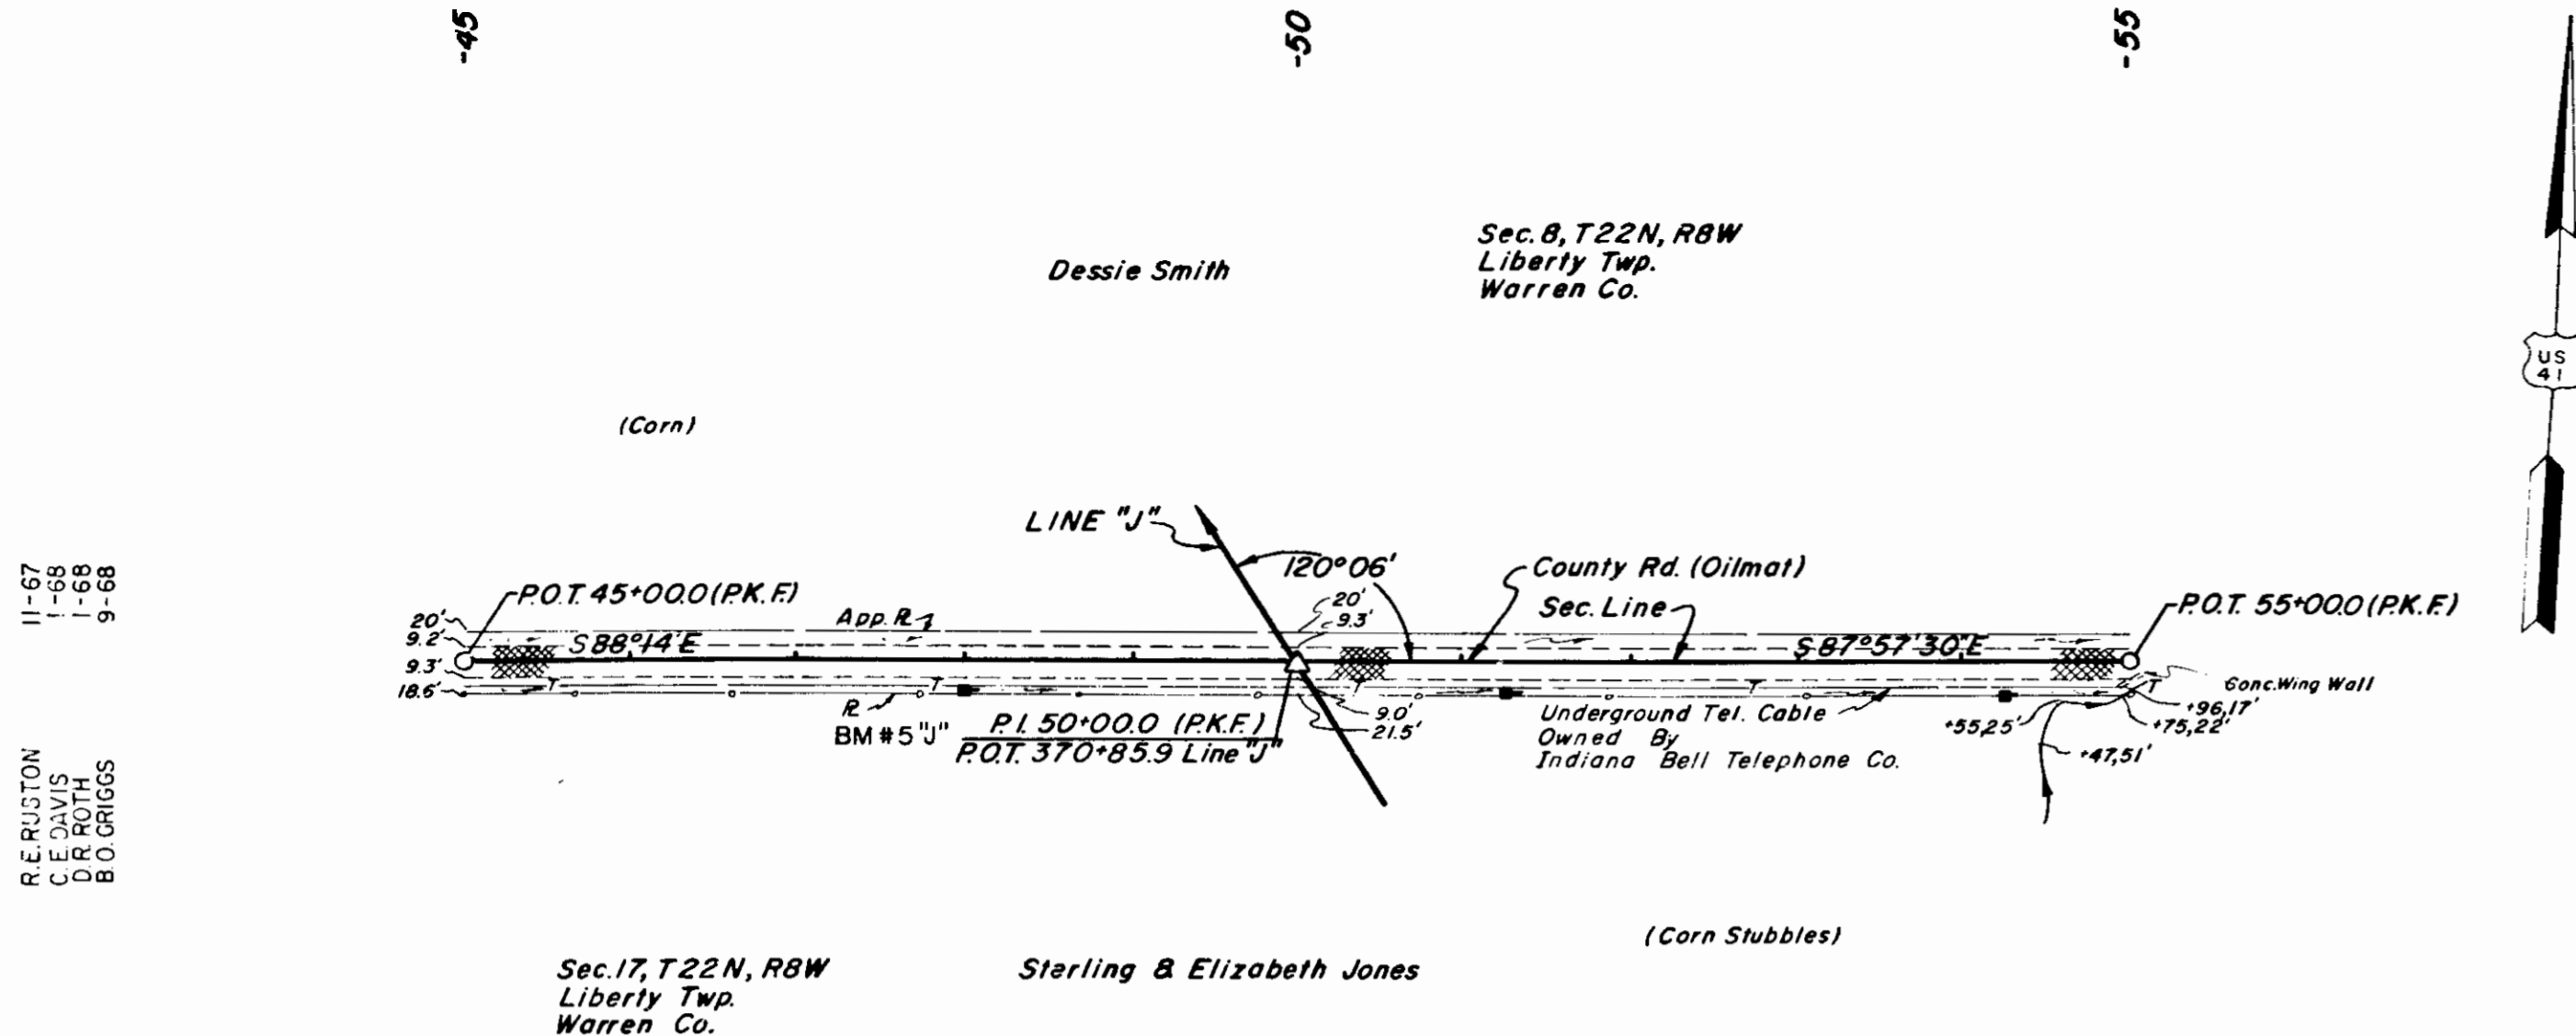 -45
-50
-55
Sec. 8, T22N, R8W
Liberty Twp.
Warren Co.
Dessie Smith
US
41
(Corn)
LINE "J"
120°06'
County Rd. (Oilmat)
Sec. Line
P.O.T. 45+00.0 (P.K.F.)
P.O.T. 55+00.0 (P.K.F.)
App. R
20'
9.3'
20'
9.2'
S 88°14' E
S 87°57'30" E
9.3'
18.6'
T
T
T
T
T
R
BM #5 "J"
P.I. 50+00.0 (P.K.F.)
P.O.T. 370+85.9 Line "J"
9.0'
21.5'
Underground Tel. Cable
Owned By
Indiana Bell Telephone Co.
Conc. Wing Wall
+96,17'
+75,22'
+55,25'
+47,51'
(Corn Stubbles)
Sec. 17, T22N, R8W
Liberty Twp.
Warren Co.
Sterling & Elizabeth Jones
R.E. RUSTON 11-67
C.E. DAVIS 1-68
D.R. ROTH 1-68
B.O. GRIGGS 9-68